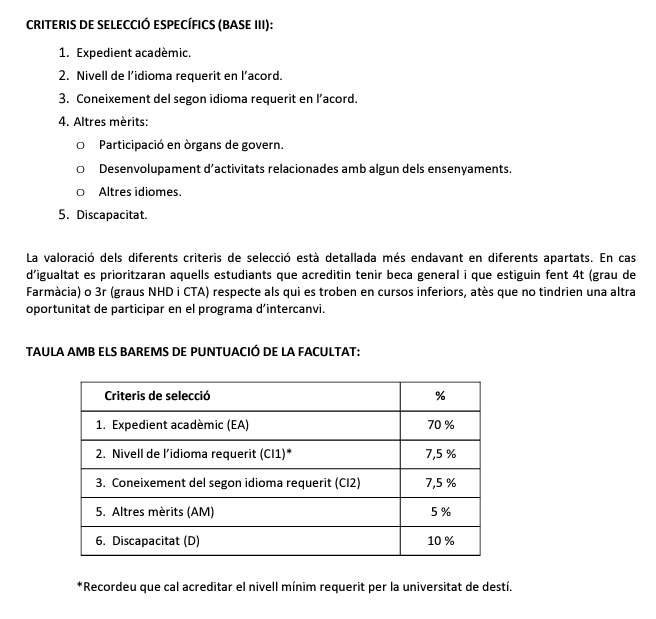 CRITERIS DE SELECCIÓ ESPECÍFICS (BASE III):
1. Expedient acadèmic.
2. Nivell de l'idioma requerit en l'acord.
3. Coneixement del segon idioma requerit en l'acord.
4. Altres mèrits:
o Participació en òrgans de govern.
o Desenvolupament d'activitats relacionades amb algun dels ensenyaments.
o Altres idiomes.
5. Discapacitat.
La valoració dels diferents criteris de selecció està detallada més endavant en diferents apartats. En cas
d'igualtat es prioritzaran aquells estudiants que acreditin tenir beca general i que estiguin fent 4t (grau de
Farmàcia) o 3r (graus NHD i CTA) respecte als qui es troben en cursos inferiors, atès que no tindrien una altra
oportunitat de participar en el programa d'intercanvi.
TAULA AMB ELS BAREMS DE PUNTUACIÓ DE LA FACULTAT:
Criteris de selecció %
1. Expedient acadèmic (EA) 70 %
2. Nivell de l'idioma requerit (CI1)* 7,5 %
3. Coneixement del segon idioma requerit (CI2) 7,5 %
5. Altres mèrits (AM) 5 %
6. Discapacitat (D) 10 %
*Recordeu que cal acreditar el nivell mínim requerit per la universitat de destí.